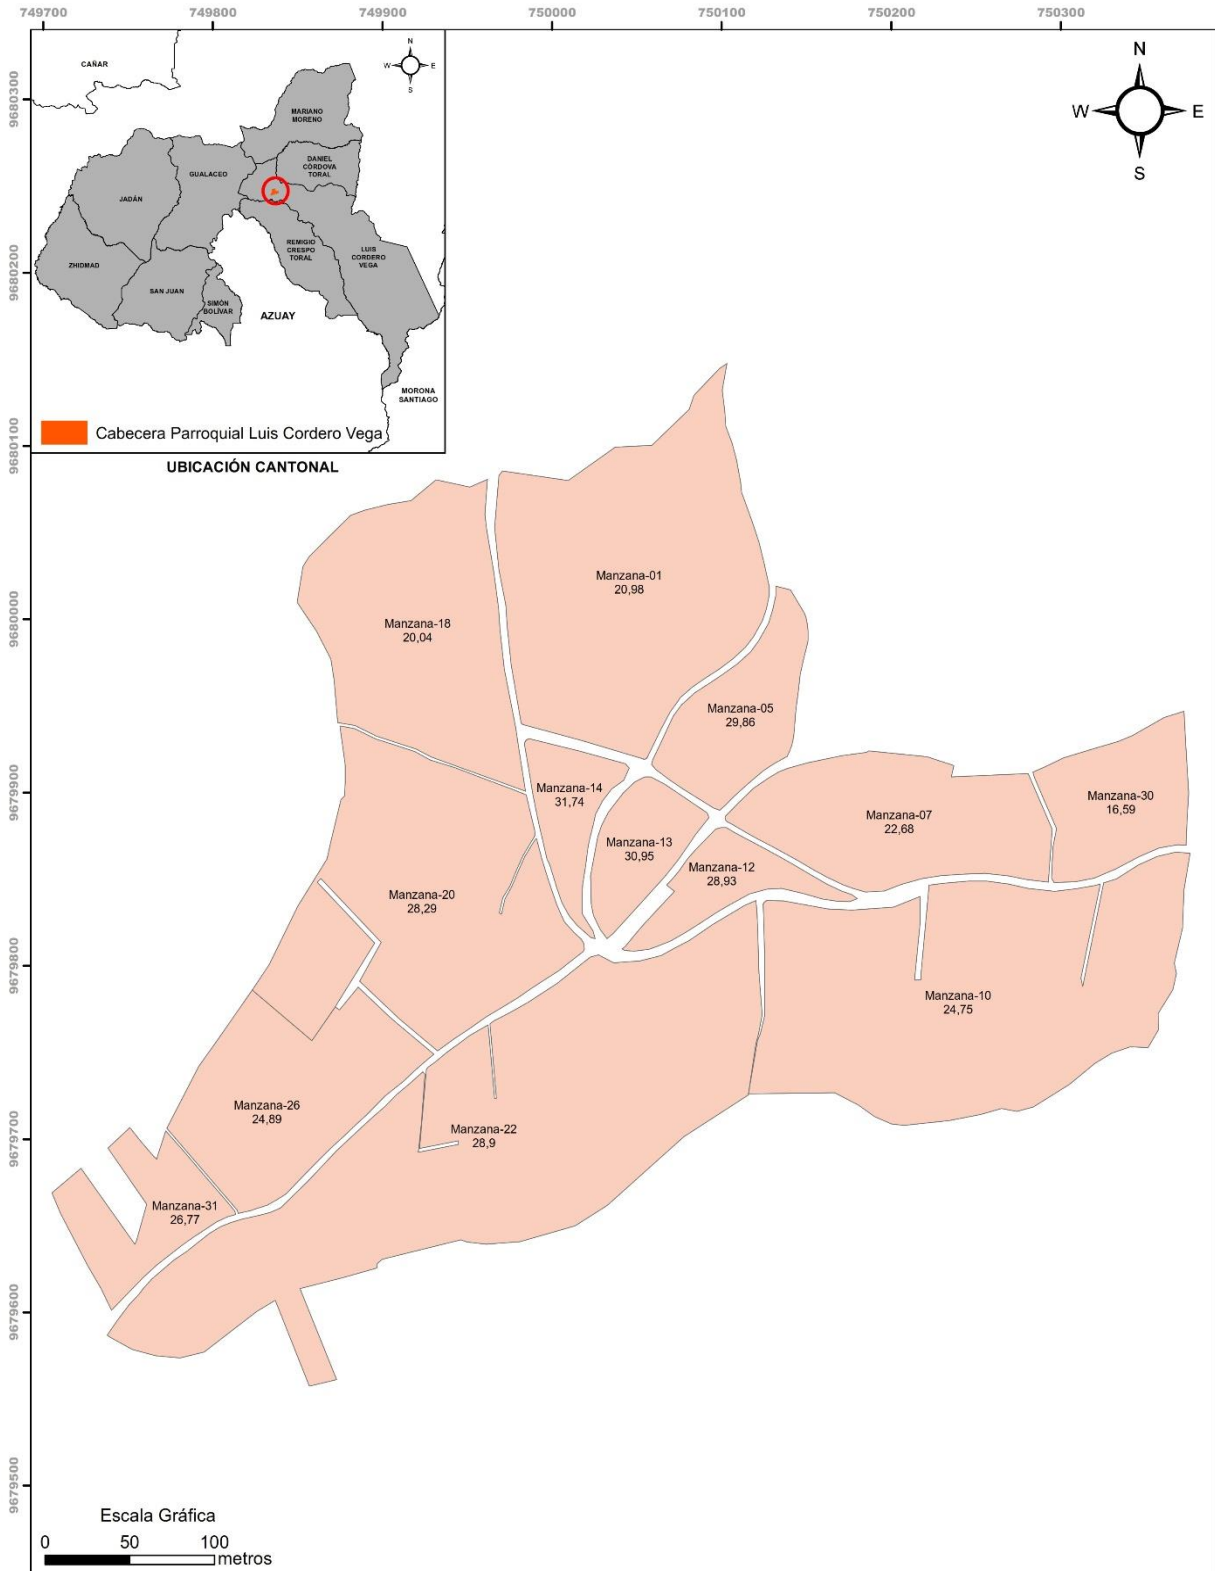 749700
749800
749900
750000
750100
750200
750300
9680300
9680200
9680100
9680000
9679900
9679800
9679700
9679600
9679500
CAÑAR
N
W
E
S
MARIANO
MORENO
DANIEL
CÓRDOVA
TORAL
GUALACEO
JADÁN
REMIGIO
CRESPO
TORAL
LUIS
CORDERO
VEGA
ZHIDMAD
SAN JUAN
SIMÓN
BOLÍVAR
AZUAY
MORONA
SANTIAGO
Cabecera Parroquial Luis Cordero Vega
UBICACIÓN CANTONAL
N
W
E
S
Manzana-01
20,98
Manzana-18
20,04
Manzana-05
29,86
Manzana-14
31,74
Manzana-30
16,59
Manzana-07
22,68
Manzana-13
30,95
Manzana-12
28,93
Manzana-20
28,29
Manzana-10
24,75
Manzana-26
24,89
Manzana-22
28,9
Manzana-31
26,77
Escala Gráfica
0 50 100
metros